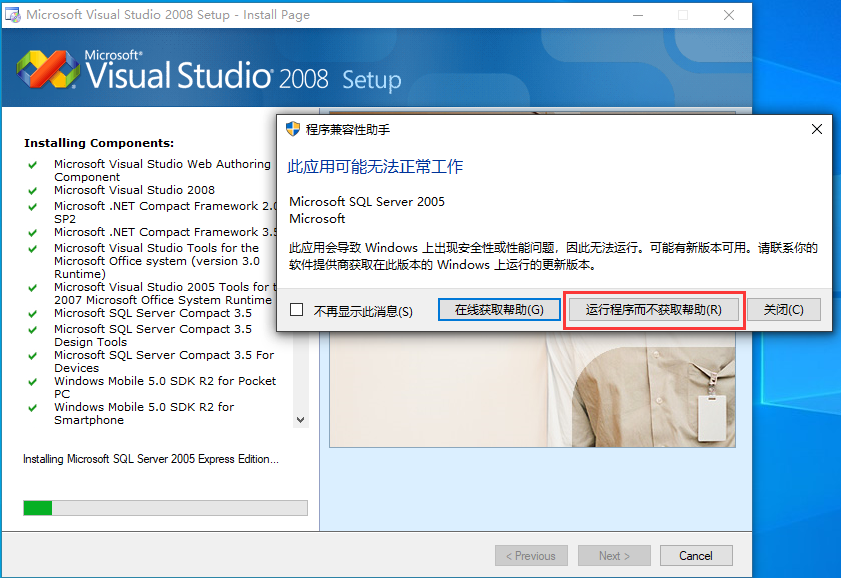 Microsoft Visual Studio 2008 Setup - Install Page
Microsoft®
Visual Studio® 2008 Setup
Installing Components:
Microsoft Visual Studio Web Authoring
Component
Microsoft Visual Studio 2008
Microsoft .NET Compact Framework 2.0
SP2
Microsoft .NET Compact Framework 3.5
Microsoft Visual Studio Tools for the
Microsoft Office system (version 3.0
Runtime)
Microsoft Visual Studio 2005 Tools for t
2007 Microsoft Office System Runtime
Microsoft SQL Server Compact 3.5
Microsoft SQL Server Compact 3.5
Design Tools
Microsoft SQL Server Compact 3.5 For
Devices
Windows Mobile 5.0 SDK R2 for Pocket
PC
Windows Mobile 5.0 SDK R2 for
Smartphone
Installing Microsoft SQL Server 2005 Express Edition...
程序兼容性助手
此应用可能无法正常工作
Microsoft SQL Server 2005
Microsoft
此应用会导致 Windows 上出现安全性或性能问题，因此无法运行。可能有新版本可用。请联系你的
软件提供商获取在此版本的 Windows 上运行的更新版本。
不再显示此消息(S)
在线获取帮助(G)
运行程序而不获取帮助(R)
关闭(C)
< Previous
Next >
Cancel